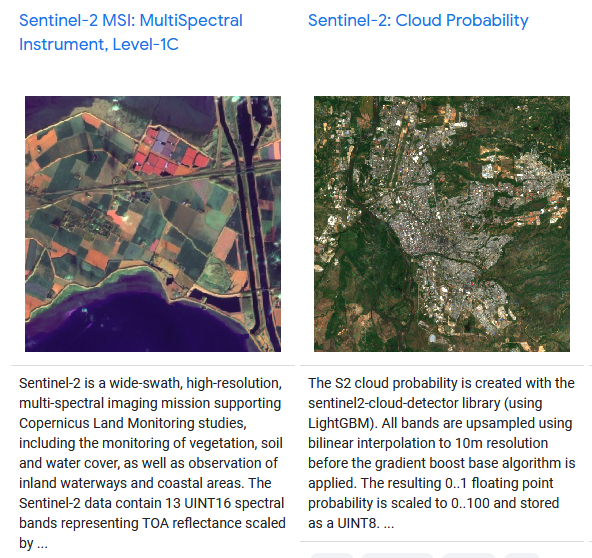 Sentinel-2 MSI: MultiSpectral
Instrument, Level-1C
Sentinel-2 is a wide-swath, high-resolution,
multi-spectral imaging mission supporting
Copernicus Land Monitoring studies,
including the monitoring of vegetation, soil
and water cover, as well as observation of
inland waterways and coastal areas. The
Sentinel-2 data contain 13 UINT16 spectral
bands representing TOA reflectance scaled
by ...
Sentinel-2: Cloud Probability
The S2 cloud probability is created with the
sentinel2-cloud-detector library (using
LightGBM). All bands are upsampled using
bilinear interpolation to 10m resolution
before the gradient boost base algorithm is
applied. The resulting 0..1 floating point
probability is scaled to 0..100 and stored
as a UINT8. ...